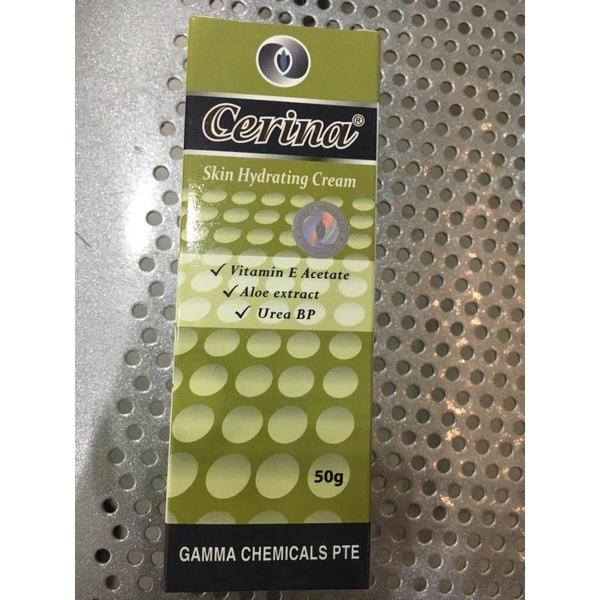 Cerina®
Skin Hydrating Cream
✓ Vitamin E Acetate
✓ Aloe extract
✓ Urea BP
50g
GAMMA CHEMICALS PTE